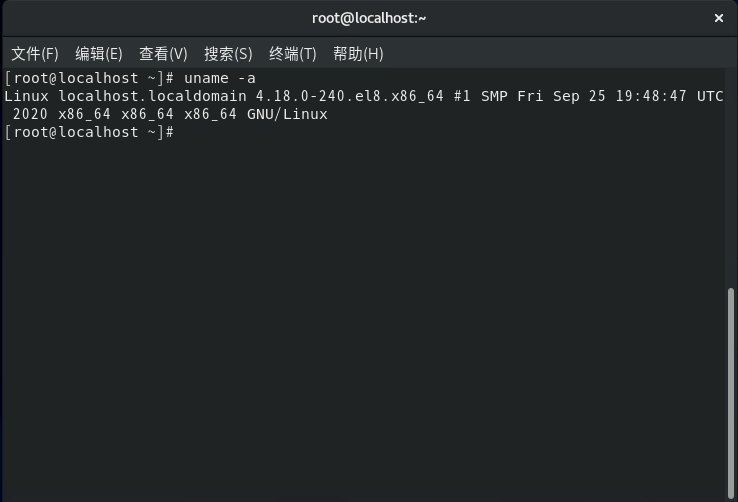 root@localhost:~
文件(F) 编辑(E) 查看(V) 搜索(S) 终端(T) 帮助(H)
[root@localhost ~]# uname -a
Linux localhost.localdomain 4.18.0-240.el8.x86_64 #1 SMP Fri Sep 25 19:48:47 UTC
 2020 x86_64 x86_64 x86_64 GNU/Linux
[root@localhost ~]#